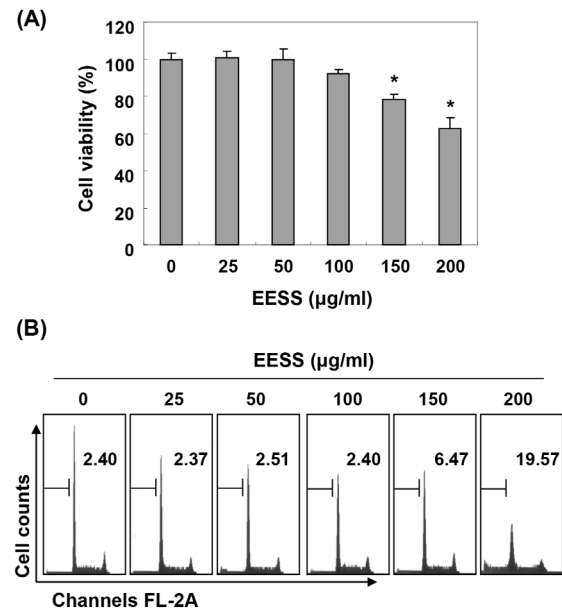 (A)
Cell viability (%)
120
100
80
60
40
20
0
*
*
0 25 50 100 150 200
EESS (µg/ml)
(B)
EESS (µg/ml)
0 25 50 100 150 200
2.40 2.37 2.51 2.40 6.47 19.57
Cell counts
Channels FL-2A